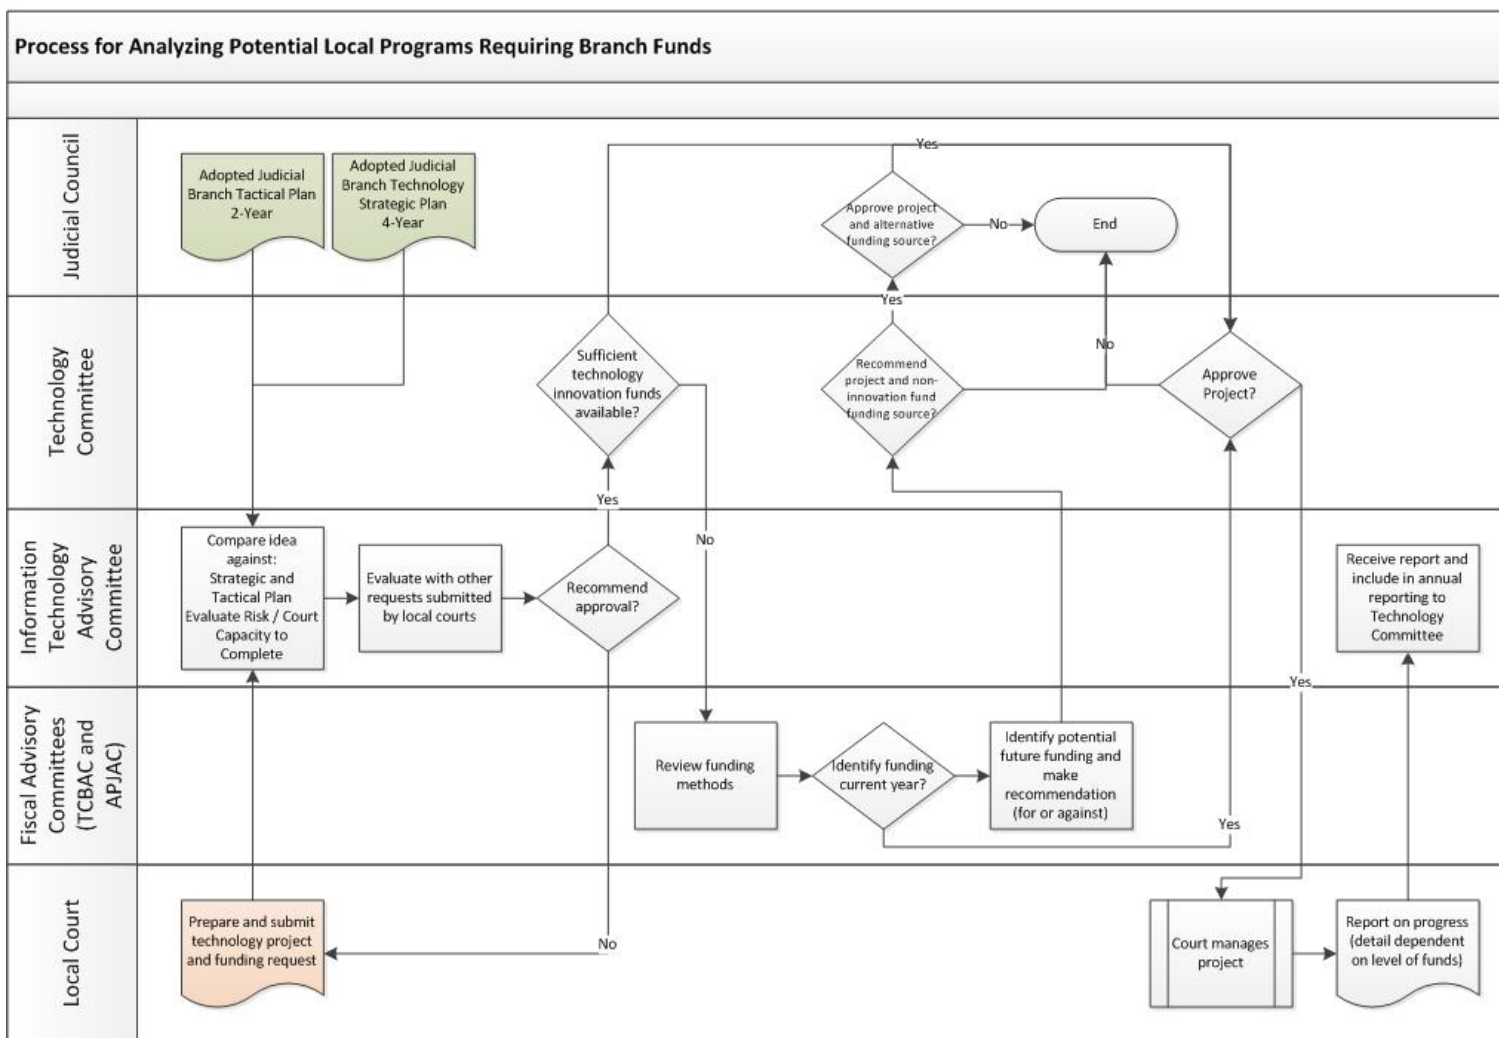 Process for Analyzing Potential Local Programs Requiring Branch Funds
Judicial Council
Adopted Judicial
Branch Tactical Plan
2-Year
Adopted Judicial
Branch Technology
Strategic Plan
4-Year
Yes
Approve project
and alternative
funding source?
No
End
Yes
Technology
Committee
Sufficient
technology
innovation funds
available?
Recommend
project and non-
innovation fund
funding source?
No
Approve
Project?
Yes
No
Information
Technology
Advisory
Committee
Compare idea
against:
Strategic and
Tactical Plan
Evaluate Risk / Court
Capacity to
Complete
Evaluate with other
requests submitted
by local courts
Recommend
approval?
Receive report and
include in annual
reporting to
Technology
Committee
Yes
Fiscal Advisory
Committees
(TCBAC and
APJAC)
Review funding
methods
Identify funding
current year?
Identify potential
future funding and
make
recommendation
(for or against)
Yes
Local Court
Prepare and submit
technology project
and funding request
No
Court manages
project
Report on progress
(detail dependent
on level of funds)